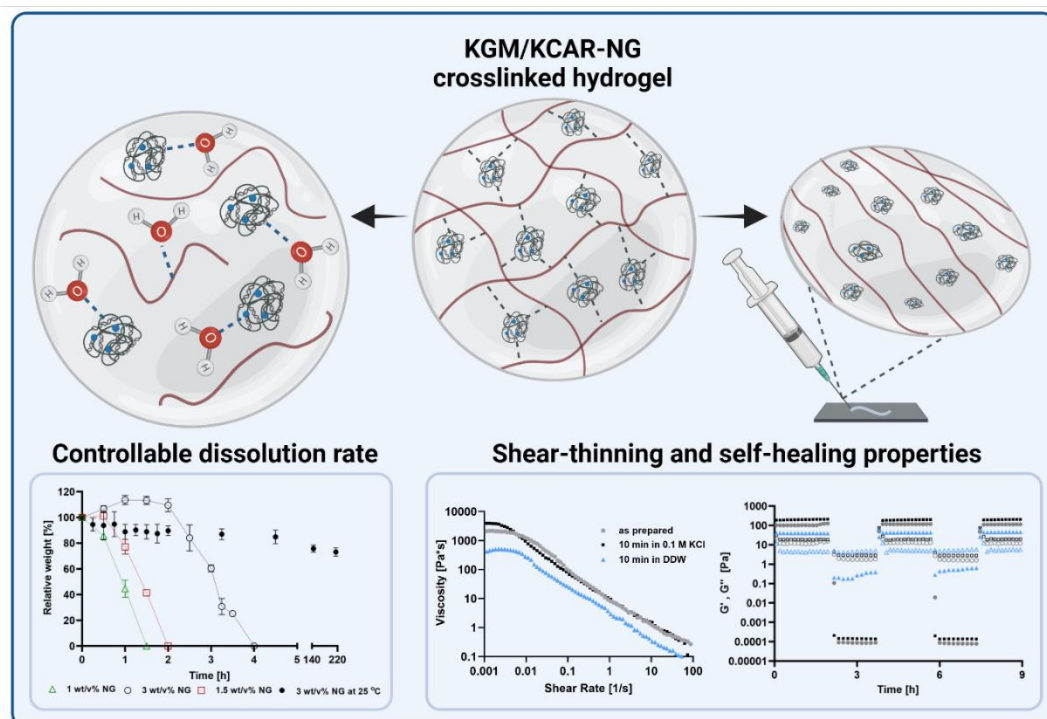 KGM/KCAR-NG
crosslinked hydrogel
H
O
H
H
H
O
H
O
H
H
O
H
H
O
H
Controllable dissolution rate
Shear-thinning and self-healing properties
Relative weight [%]
120
100
80
60
40
20
0
0 1 2 3 4 5 140 220
Time [h]
1 wt/v% NG 3 wt/v% NG 1.5 wt/v% NG 3 wt/v% NG at 25 °C
Viscosity [Pa*s]
10000
1000
100
10
1
0.1
0.001 0.01 0.1 1 10 100
Shear Rate [1/s]
as prepared
10 min in 0.1 M KCl
10 min in DDW
G', G'' [Pa]
1000
100
10
1
0.1
0.01
0.001
0.0001
0.00001
0 3 6 9
Time [h]